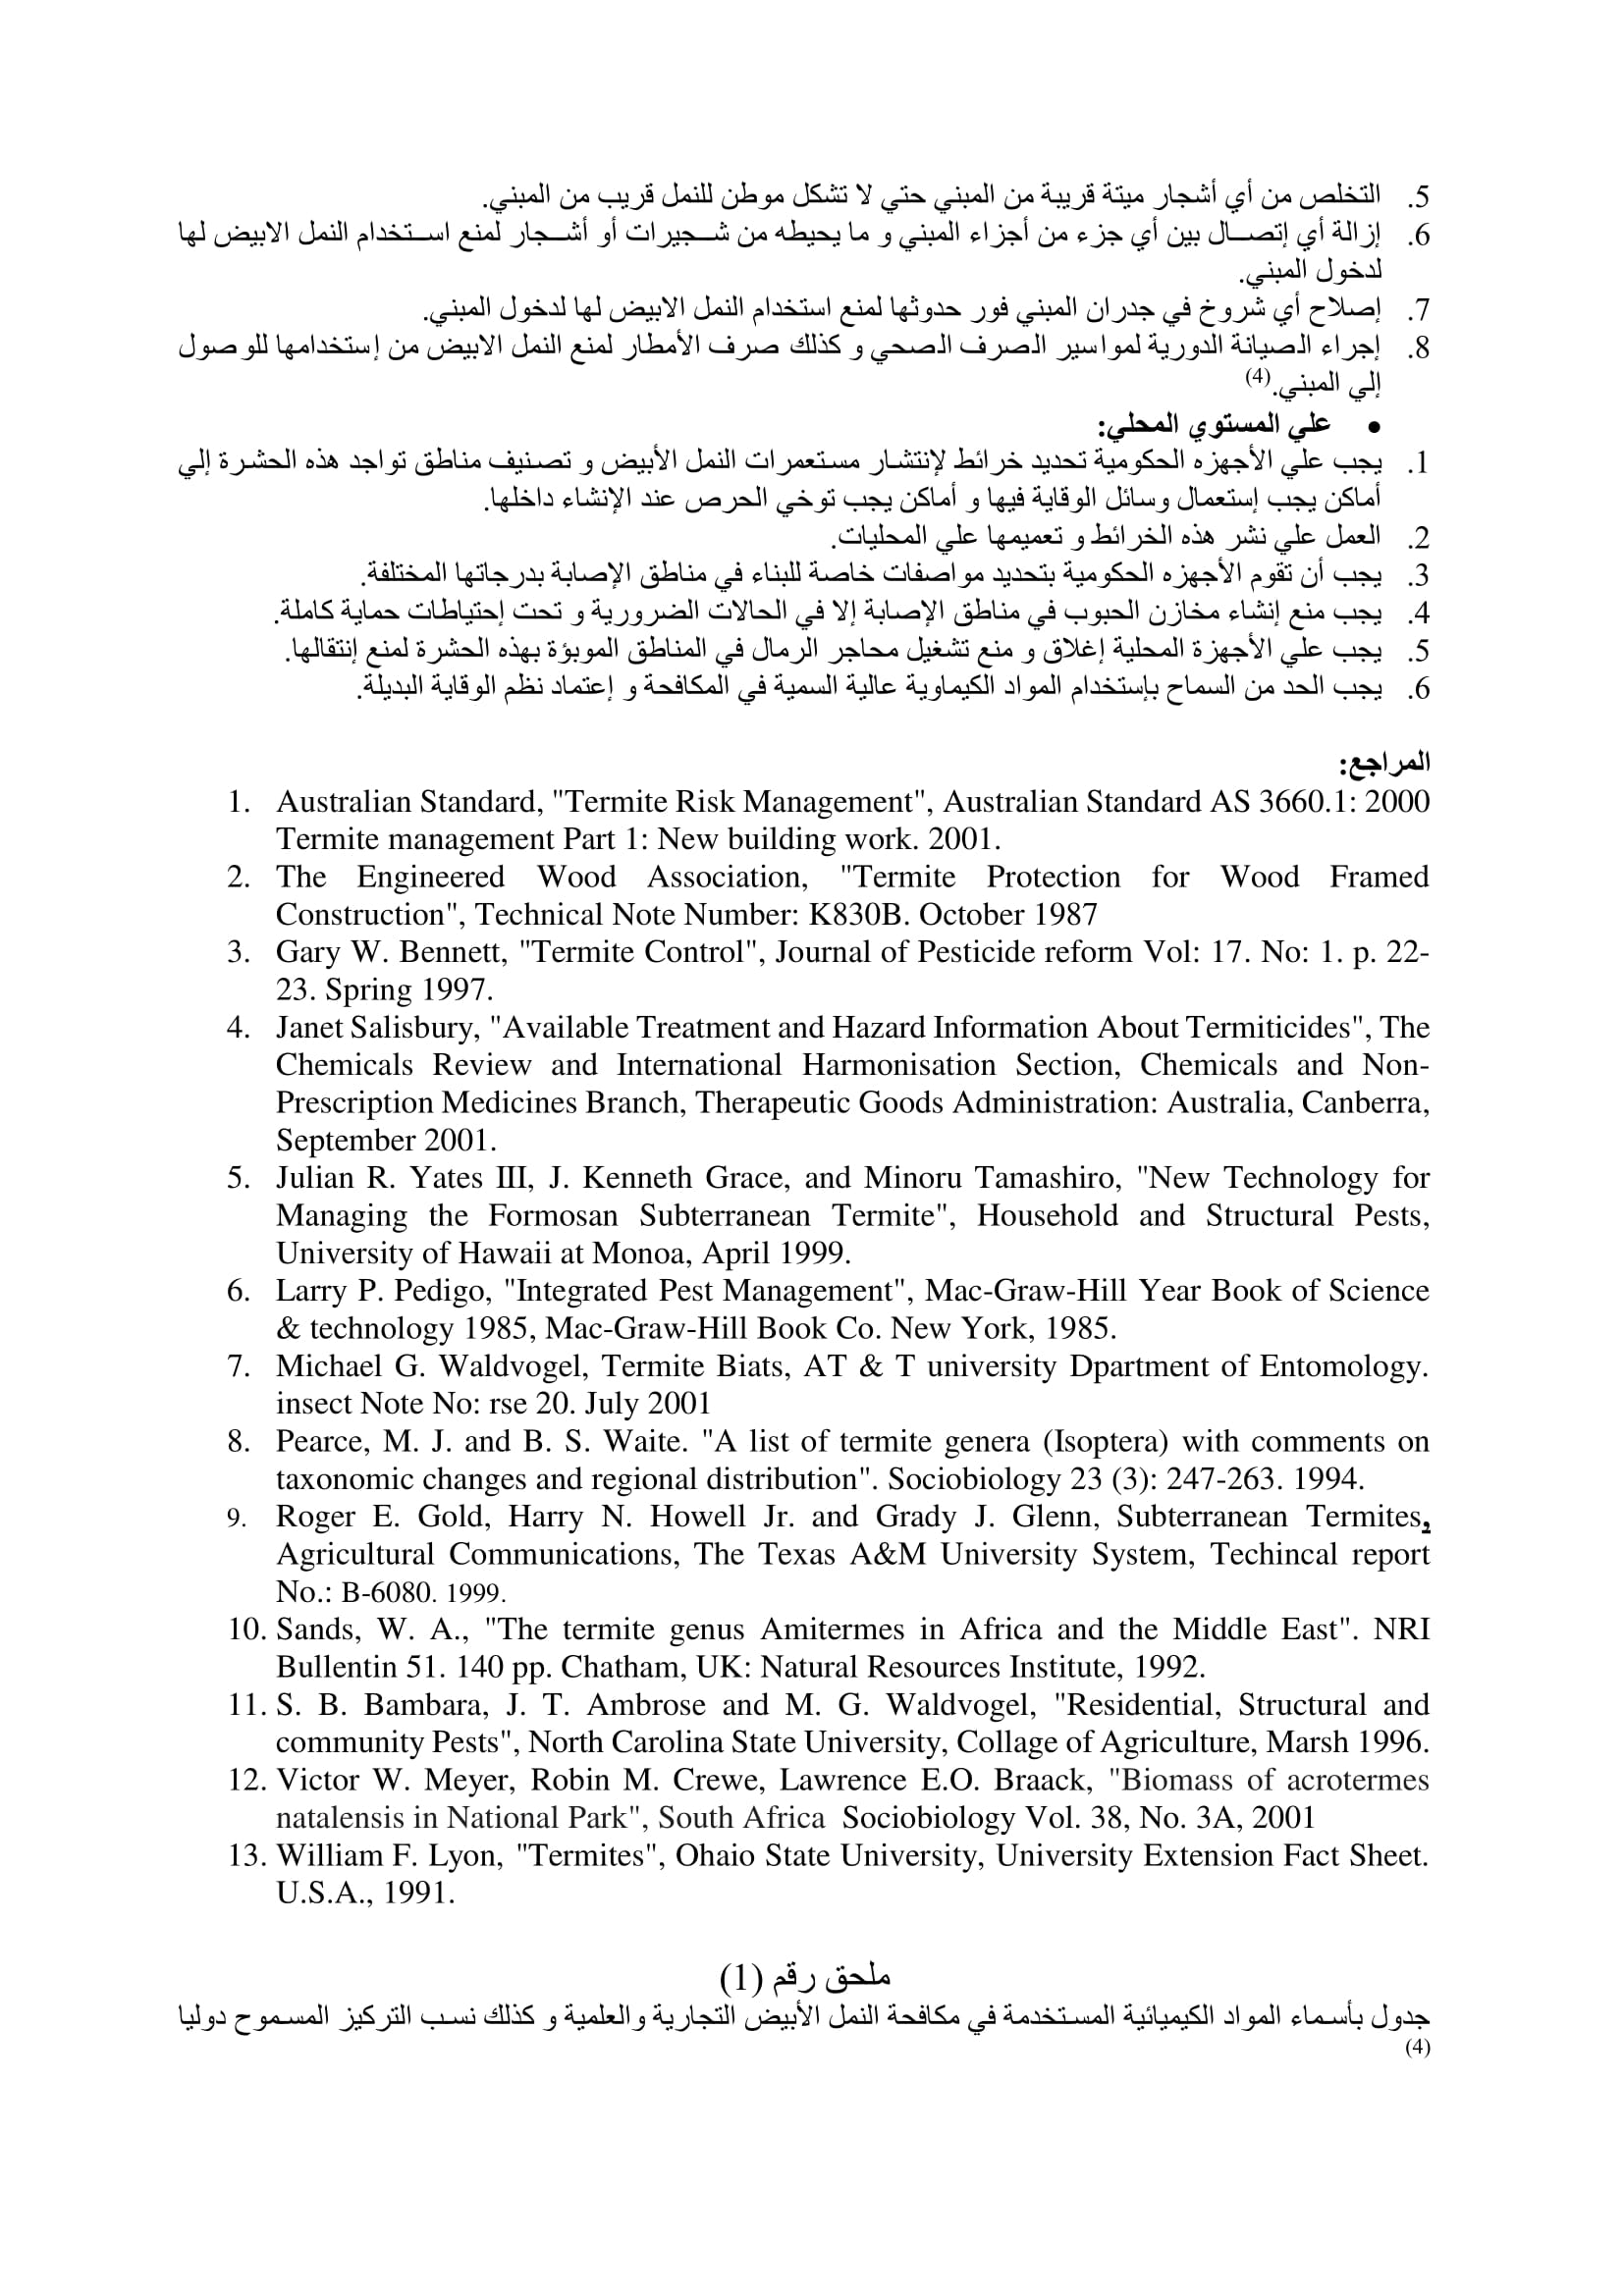 5. التخلص من أي أشجار ميتة قريبة من المبني حتي لا تشكل موطن للنمل قريب من المبني.
6. إزالة أي إتصال بين أي جزء من أجزاء المبني و ما يحيطه من شجيرات أو أشجار لمنع استخدام النمل الابيض لها
لدخول المبني.
7. إصلاح أي شروخ في جدران المبني فور حدوثها لمنع استخدام النمل الابيض لها لدخول المبني.
8. إجراء الصيانة الدورية لمواسير الصرف الصحي و كذلك صرف الأمطار لمنع النمل الابيض من إستخدامها للوصول
إلي المبني.(4)
• علي المستوي المحلي:
1. يجب علي الأجهزه الحكومية تحديد خرائط لإنتشار مستعمرات النمل الأبيض و تصنيف مناطق تواجد هذه الحشرة إلي
أماكن يجب إستعمال وسائل الوقاية فيها و أماكن يجب توخي الحرص عند الإنشاء داخلها.
2. العمل علي نشر هذه الخرائط و تعميمها علي المحليات.
3. يجب أن تقوم الأجهزه الحكومية بتحديد مواصفات خاصة للبناء في مناطق الإصابة بدرجاتها المختلفة.
4. يجب منع إنشاء مخازن الحبوب في مناطق الإصابة إلا في الحالات الضرورية و تحت إحتياطات حماية كاملة.
5. يجب علي الأجهزة المحلية إغلاق و منع تشغيل محاجر الرمال في المناطق الموبؤة بهذه الحشرة لمنع إنتقالها.
6. يجب الحد من السماح بإستخدام المواد الكيماوية عالية السمية في المكافحة و إعتماد نظم الوقاية البديلة.
المراجع:
1. Australian Standard, "Termite Risk Management", Australian Standard AS 3660.1: 2000
Termite management Part 1: New building work. 2001.
2. The Engineered Wood Association, "Termite Protection for Wood Framed
Construction", Technical Note Number: K830B. October 1987
3. Gary W. Bennett, "Termite Control", Journal of Pesticide reform Vol: 17. No: 1. p. 22-
23. Spring 1997.
4. Janet Salisbury, "Available Treatment and Hazard Information About Termiticides", The
Chemicals Review and International Harmonisation Section, Chemicals and Non-
Prescription Medicines Branch, Therapeutic Goods Administration: Australia, Canberra,
September 2001.
5. Julian R. Yates III, J. Kenneth Grace, and Minoru Tamashiro, "New Technology for
Managing the Formosan Subterranean Termite", Household and Structural Pests,
University of Hawaii at Monoa, April 1999.
6. Larry P. Pedigo, "Integrated Pest Management", Mac-Graw-Hill Year Book of Science
& technology 1985, Mac-Graw-Hill Book Co. New York, 1985.
7. Michael G. Waldvogel, Termite Biats, AT & T university Dpartment of Entomology.
insect Note No: rse 20. July 2001
8. Pearce, M. J. and B. S. Waite. "A list of termite genera (Isoptera) with comments on
taxonomic changes and regional distribution". Sociobiology 23 (3): 247-263. 1994.
9. Roger E. Gold, Harry N. Howell Jr. and Grady J. Glenn, Subterranean Termites,
Agricultural Communications, The Texas A&M University System, Techincal report
No.: B-6080. 1999.
10. Sands, W. A., "The termite genus Amitermes in Africa and the Middle East". NRI
Bullentin 51. 140 pp. Chatham, UK: Natural Resources Institute, 1992.
11. S. B. Bambara, J. T. Ambrose and M. G. Waldvogel, "Residential, Structural and
community Pests", North Carolina State University, Collage of Agriculture, Marsh 1996.
12. Victor W. Meyer, Robin M. Crewe, Lawrence E.O. Braack, "Biomass of acrotermes
natalensis in National Park", South Africa Sociobiology Vol. 38, No. 3A, 2001
13. William F. Lyon, "Termites", Ohaio State University, University Extension Fact Sheet.
U.S.A., 1991.
ملحق رقم (1)
جدول بأسماء المواد الكيميائية المستخدمة في مكافحة النمل الأبيض التجارية والعلمية و كذلك نسب التركيز المسموح دوليا
(4)